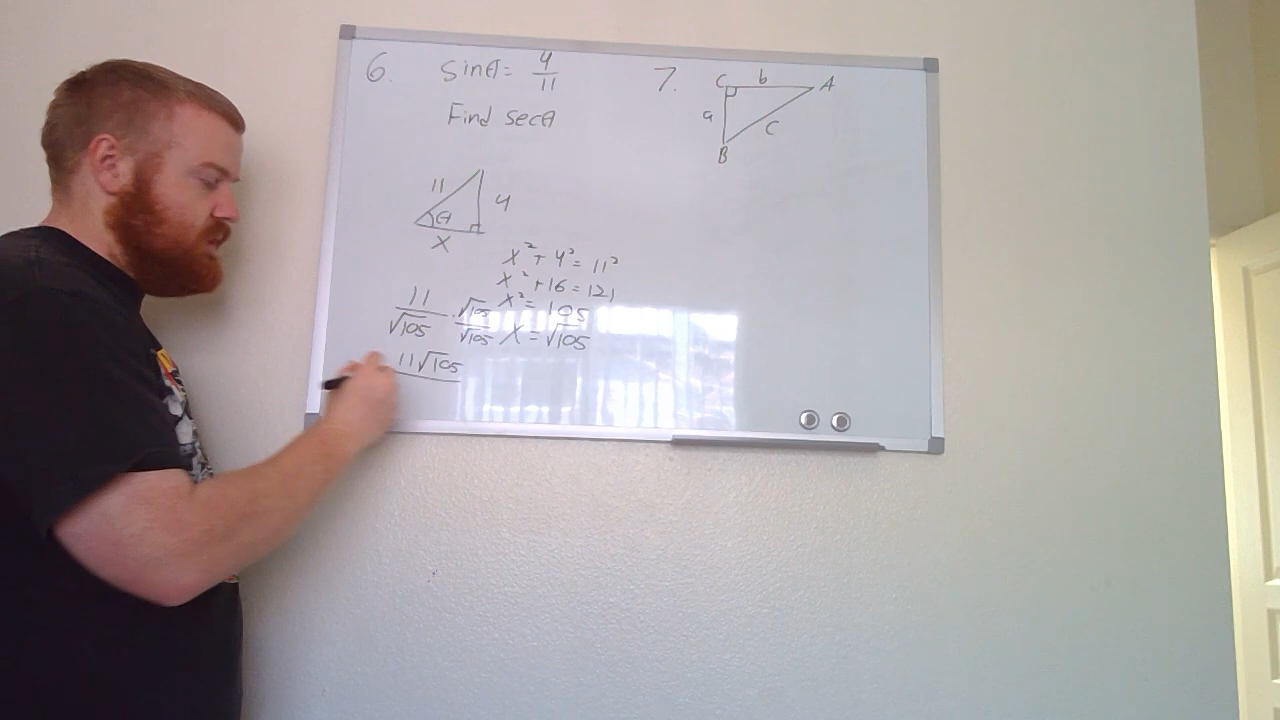 6.
sinθ = 4/11
Find secθ
11
4
θ
x
x² + 4² = 11²
x² + 16 = 121
x² = 105
x = √105
11/√105 · √105/√105
11√105
7.
C b A
a c
B